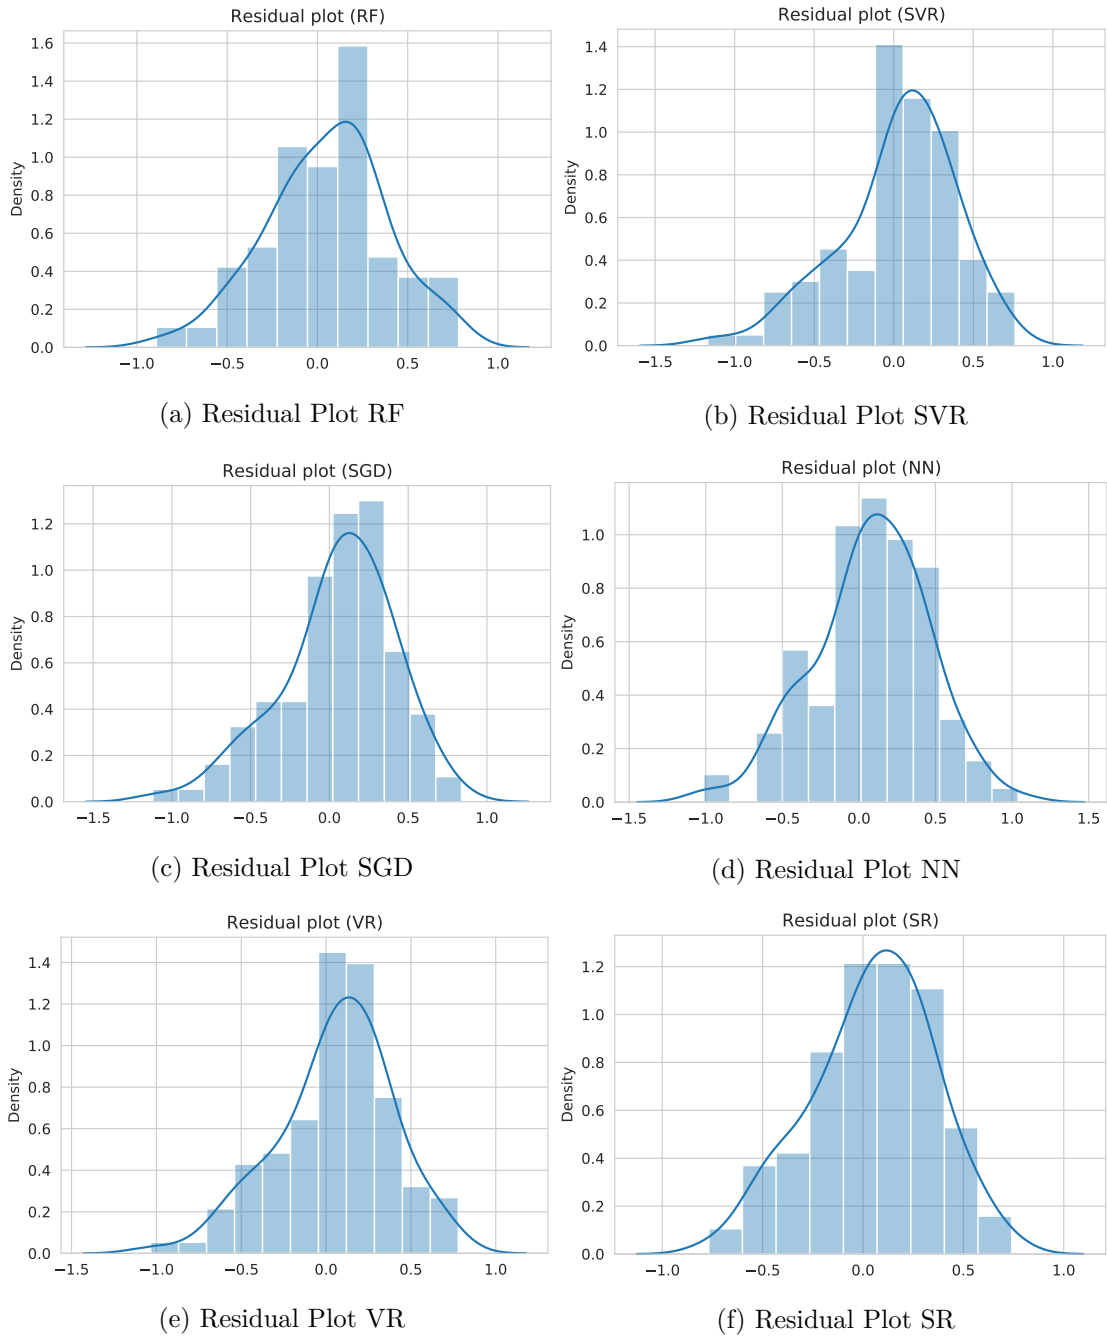 Residual plot (RF)
1.6
1.4
1.2
1.0
0.8
0.6
0.4
0.2
0.0
Density
−1.0 −0.5 0.0 0.5 1.0
(a) Residual Plot RF
Residual plot (SVR)
1.4
1.2
1.0
0.8
0.6
0.4
0.2
0.0
Density
−1.5 −1.0 −0.5 0.0 0.5 1.0
(b) Residual Plot SVR
Residual plot (SGD)
1.2
1.0
0.8
0.6
0.4
0.2
0.0
Density
−1.5 −1.0 −0.5 0.0 0.5 1.0
(c) Residual Plot SGD
Residual plot (NN)
1.0
0.8
0.6
0.4
0.2
0.0
Density
−1.5 −1.0 −0.5 0.0 0.5 1.0 1.5
(d) Residual Plot NN
Residual plot (VR)
1.4
1.2
1.0
0.8
0.6
0.4
0.2
0.0
Density
−1.5 −1.0 −0.5 0.0 0.5 1.0
(e) Residual Plot VR
Residual plot (SR)
1.2
1.0
0.8
0.6
0.4
0.2
0.0
Density
−1.0 −0.5 0.0 0.5 1.0
(f) Residual Plot SR